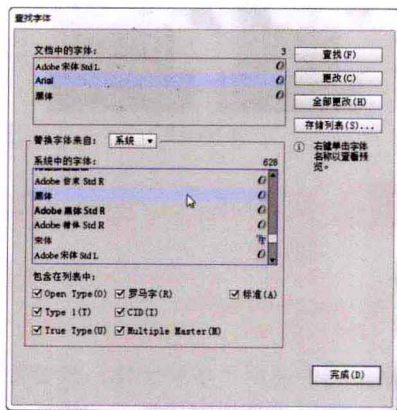 查找字体
文档中的字体: 3
查找(F)
Adobe 宋体 Std L
Arial
更改(C)
黑体
全部更改(H)
存储列表(S)...
替换字体来自: 系统
系统中的字体: 628
右键单击字体
名称以查看预
览。
Adobe 仿宋 Std R
黑体
Adobe 黑体 Std R
Adobe 楷体 Std R
宋体
Adobe 宋体 Std L
包含在列表中:
Open Type(O) 罗马字(R) 标准(A)
Type 1(T) CID(I)
True Type(U) Multiple Master(M)
完成(D)